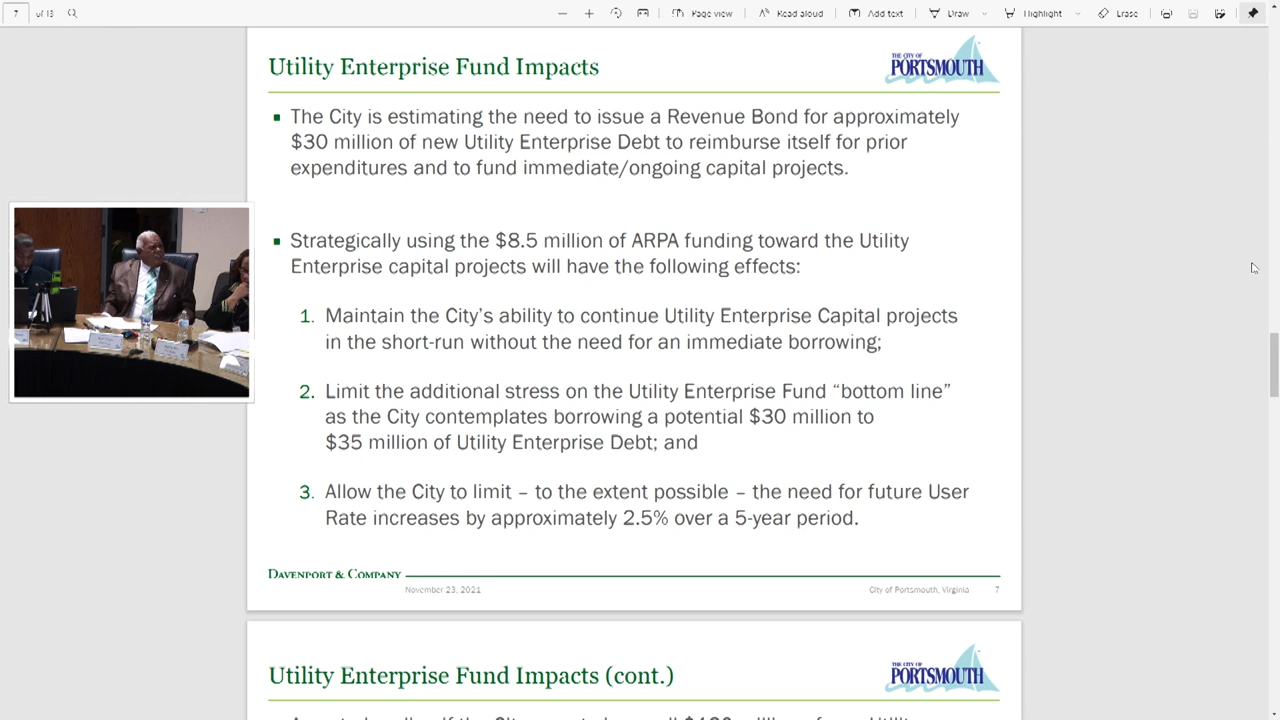 7 of 13 Page view Read aloud Add text Draw Highlight Erase
Utility Enterprise Fund Impacts
THE CITY OF
PORTSMOUTH
▪ The City is estimating the need to issue a Revenue Bond for approximately
$30 million of new Utility Enterprise Debt to reimburse itself for prior
expenditures and to fund immediate/ongoing capital projects.
▪ Strategically using the $8.5 million of ARPA funding toward the Utility
Enterprise capital projects will have the following effects:
1. Maintain the City’s ability to continue Utility Enterprise Capital projects
in the short-run without the need for an immediate borrowing;
2. Limit the additional stress on the Utility Enterprise Fund “bottom line”
as the City contemplates borrowing a potential $30 million to
$35 million of Utility Enterprise Debt; and
3. Allow the City to limit – to the extent possible – the need for future User
Rate increases by approximately 2.5% over a 5-year period.
DAVENPORT & COMPANY
November 23, 2021 City of Portsmouth, Virginia 7
Utility Enterprise Fund Impacts (cont.)
THE CITY OF
PORTSMOUTH